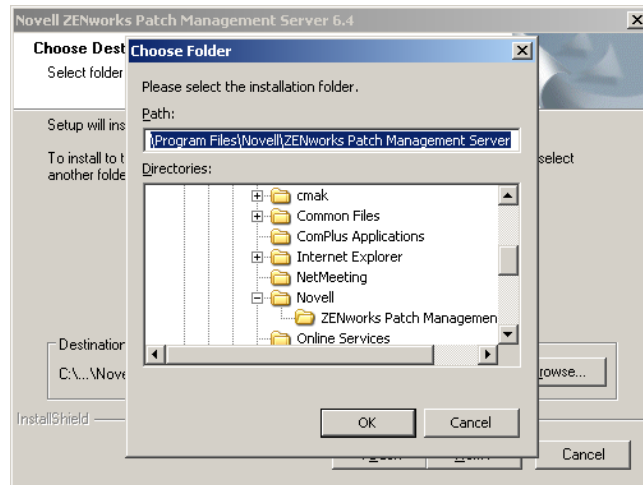 Novell ZENworks Patch Management Server 6.4
Choose Dest
Select folder
Setup will ins
To install to t
another folde
select
Choose Folder
Please select the installation folder.
Path:
\Program Files\Novell\ZENworks Patch Management Server
Directories:
cmak
Common Files
ComPlus Applications
Internet Explorer
NetMeeting
Novell
ZENworks Patch Managemen
Online Services
Destination
C:\...\Nove
rowse...
OK
Cancel
InstallShield
Cancel